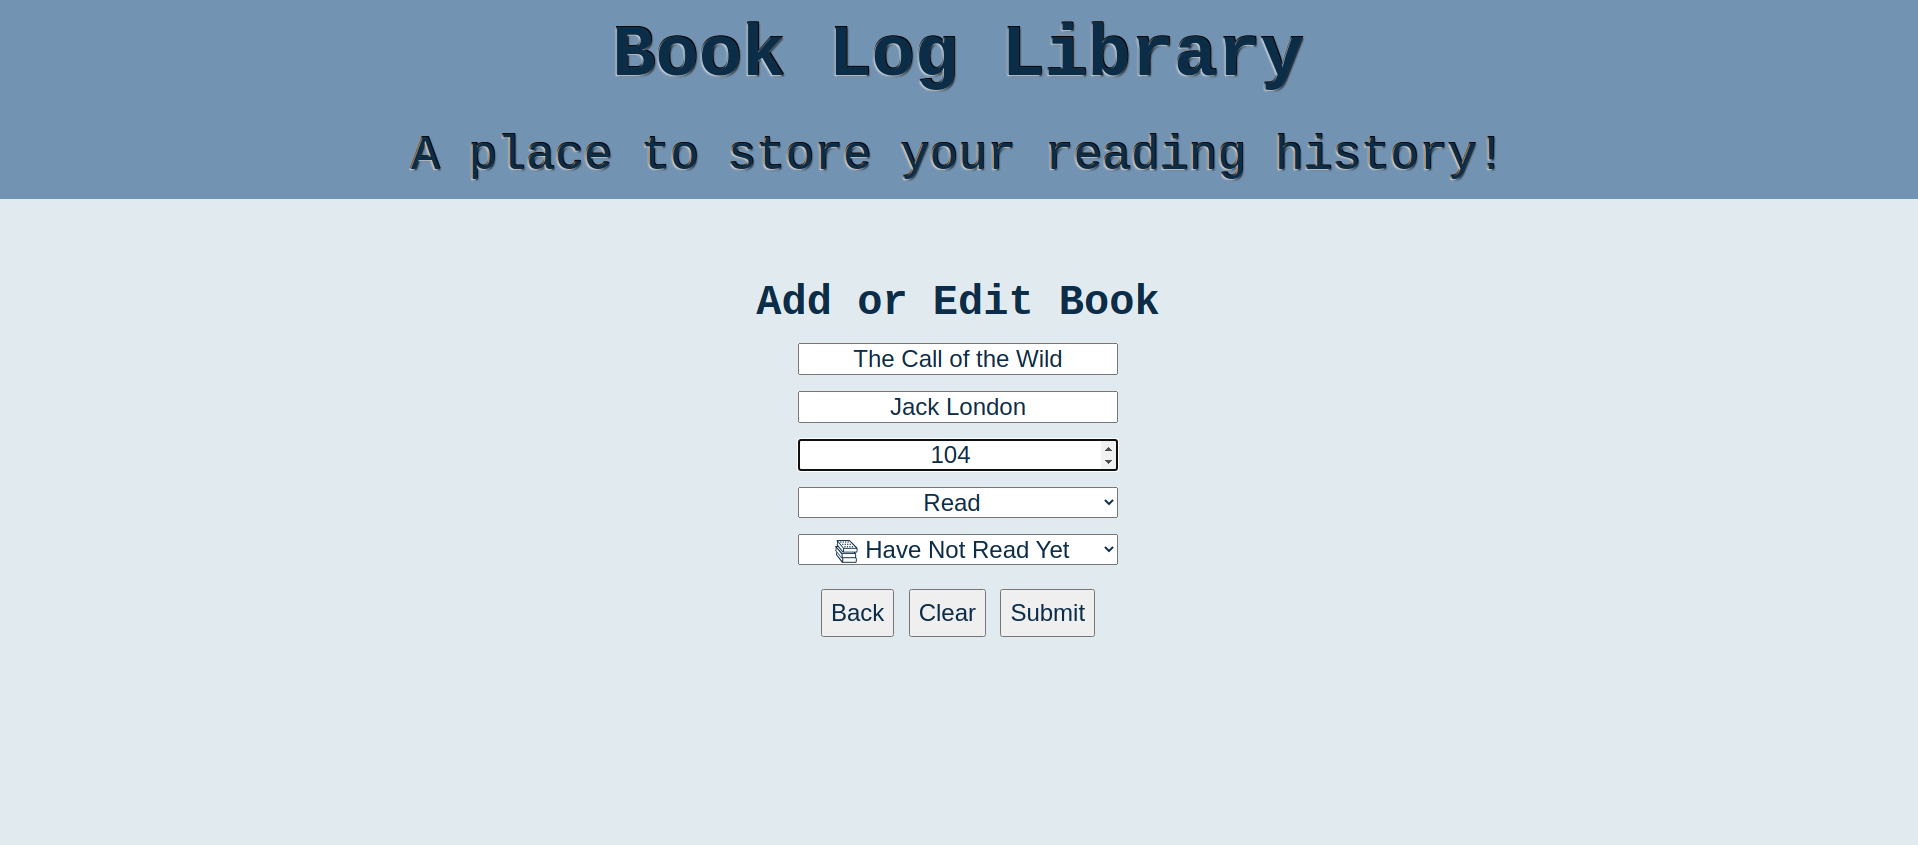 Book Log Library
A place to store your reading history!
Add or Edit Book
The Call of the Wild
Jack London
104
Read
📚 Have Not Read Yet
Back Clear Submit